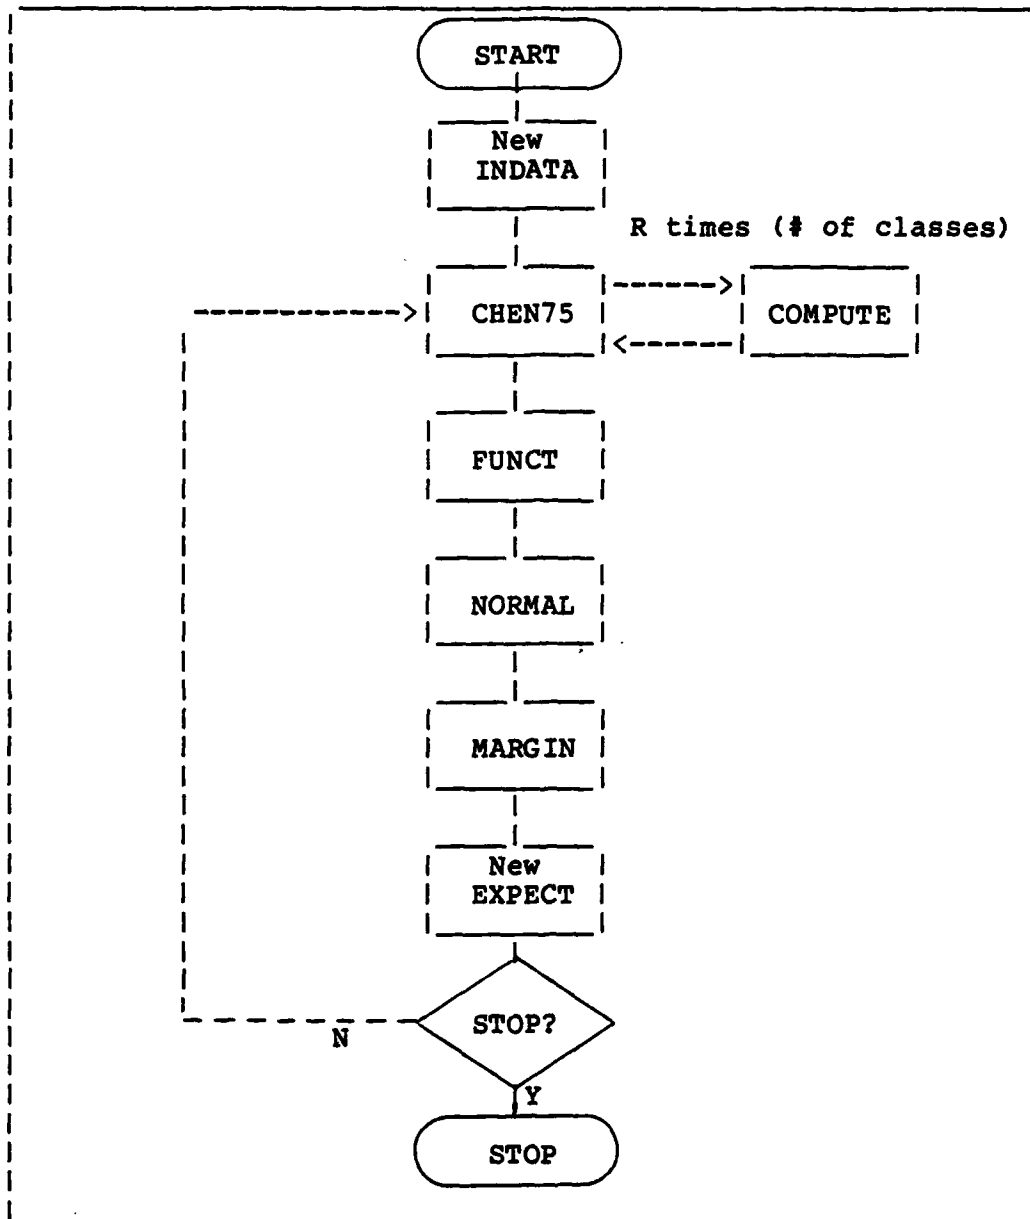 START
New
INDATA
R times (# of classes)
CHEN75
COMPUTE
FUNCT
NORMAL
MARGIN
New
EXPECT
STOP?
N
Y
STOP